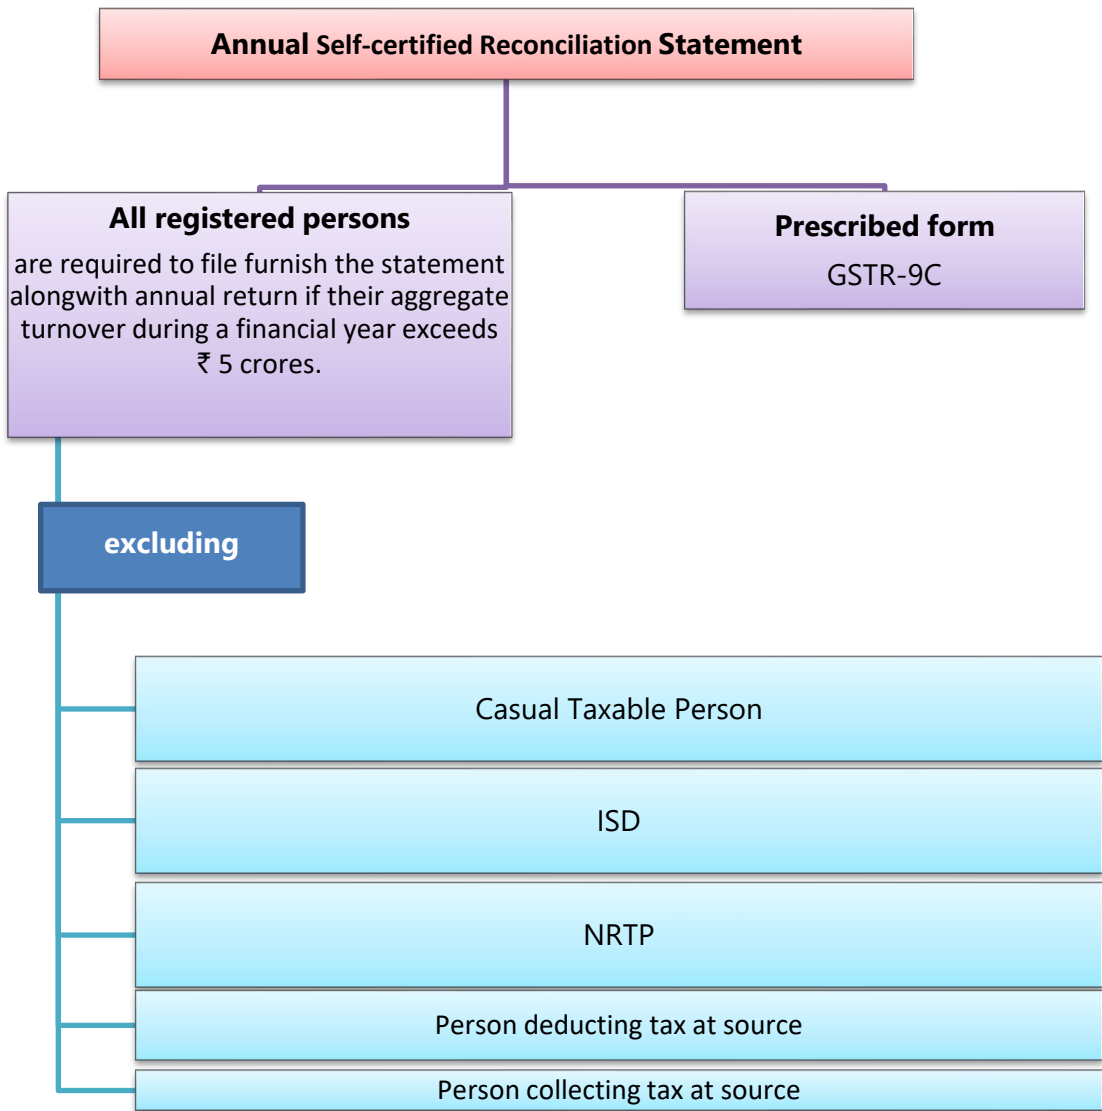 Annual Self-certified Reconciliation Statement
All registered persons
are required to file furnish the statement
alongwith annual return if their aggregate
turnover during a financial year exceeds
₹ 5 crores.
Prescribed form
GSTR-9C
excluding
Casual Taxable Person
ISD
NRTP
Person deducting tax at source
Person collecting tax at source